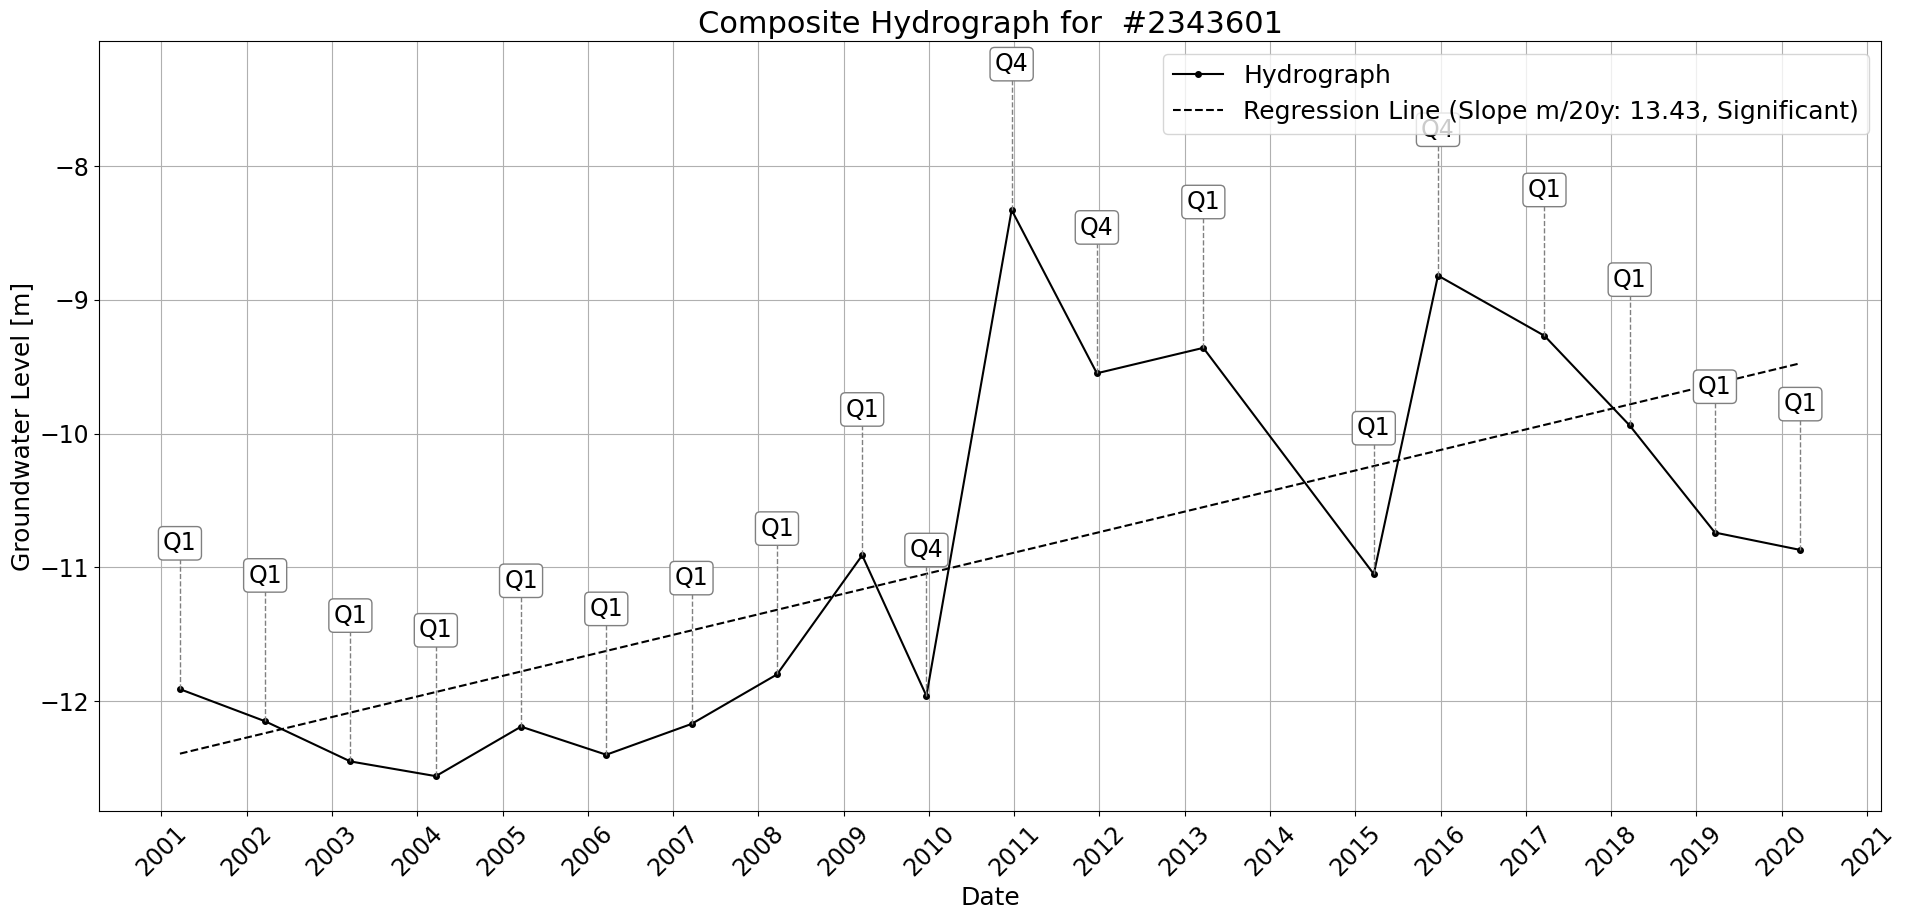 Composite Hydrograph for #2343601
Hydrograph
Regression Line (Slope m/20y: 13.43, Significant)
Groundwater Level [m]
−8
−9
−10
−11
−12
Q1
Q1
Q1
Q1
Q1
Q1
Q1
Q1
Q1
Q4
Q4
Q4
Q1
Q1
Q4
Q1
Q1
Q1
Q1
2001
2002
2003
2004
2005
2006
2007
2008
2009
2010
2011
2012
2013
2014
2015
2016
2017
2018
2019
2020
2021
Date